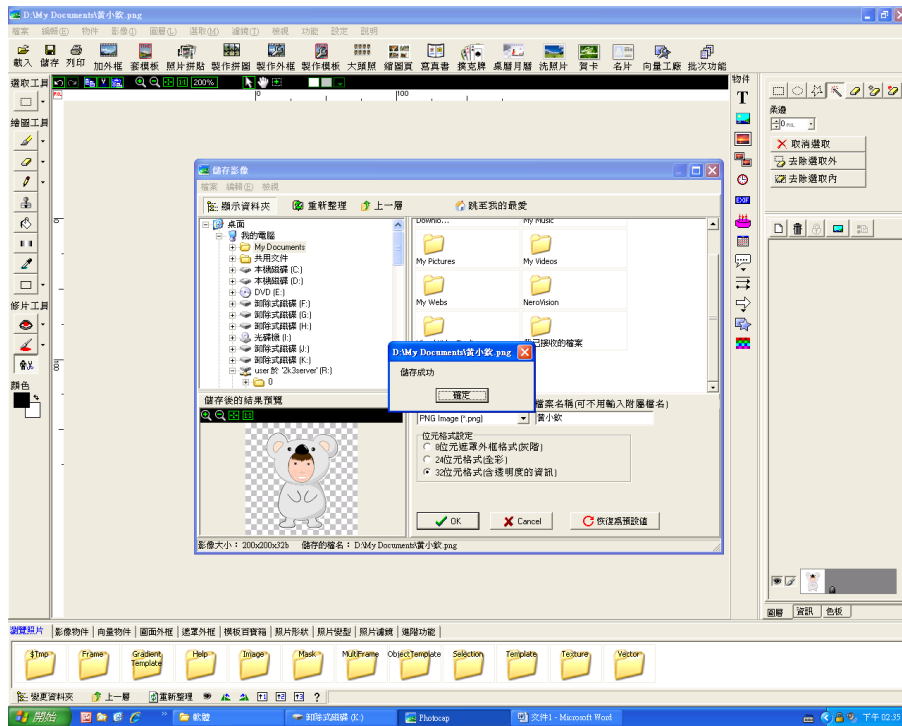 D:\My Documents\黃小歆.png
檔案 編輯(E) 物件 影像(I) 圖層(L) 選取(M) 濾鏡(T) 檢視 功能 設定 說明
載入 儲存 列印 加外框 套模板 照片拼貼 製作拼圖 製作外框 製作模板 大頭照 縮圖頁 寫真書 撲克牌 桌曆月曆 洗照片 賀卡 名片 向量工廠 批次功能
選取工具
200%
物件
0 100
繪圖工具
修片工具
顏色
T
EXIF
柔邊
0
取消選取
去除選取外
去除選取內
儲存影像
檔案 編輯(E) 檢視
顯示資料夾 重新整理 上一層 跳至我的最愛
桌面
我的電腦
My Documents
共用文件
本機磁碟 (C:)
本機磁碟 (D:)
DVD (E:)
卸除式磁碟 (F:)
卸除式磁碟 (G:)
卸除式磁碟 (H:)
光碟機 (I:)
卸除式磁碟 (J:)
卸除式磁碟 (K:)
user 於 '2k3server' (R:)
0
Downlo... My Music
My Pictures My Videos
My Webs NeroVision
我已接收的檔案
D:\My Documents\黃小歆.png
儲存成功
確定
儲存後的結果預覽
檔案名稱(可不用輸入附屬檔名)
PNG Image (*.png) 黃小歆
位元格式設定
8位元遮罩外框格式(灰階)
24位元格式(全彩)
32位元格式(含透明度的資訊)
OK Cancel 恢復為預設值
影像大小：200x200x32b 儲存的檔名：D:\My Documents\黃小歆.png
圖層 資訊 色板
瀏覽照片 影像物件 向量物件 圖面外框 遮罩外框 模板百寶箱 照片形狀 照片變型 照片濾鏡 進階功能
$Tmp Frame Gradient Template Help Image Mask MultiFrame ObjectTemplate Selection Template Texture Vector
變更資料夾 上一層 重新整理 ?
開始 軟體 卸除式磁碟 (K:) Photocap 文件1 - Microsoft Word 下午 02:35